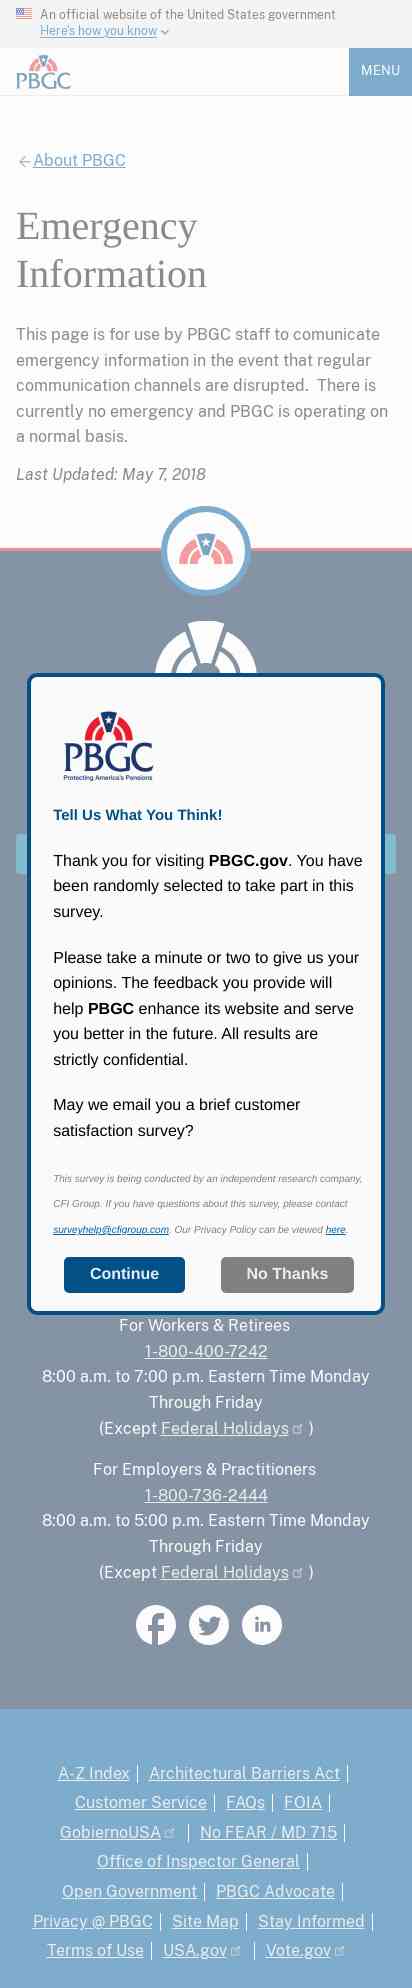 An official website of the United States government
Here's how you know
PBGC
MENU
About PBGC
Emergency
Information
This page is for use by PBGC staff to comunicate
emergency information in the event that regular
communication channels are disrupted.  There is
currently no emergency and PBGC is operating on
a normal basis.
Last Updated: May 7, 2018
PBGC
Protecting America's Pensions
Tell Us What You Think!
Thank you for visiting PBGC.gov. You have
been randomly selected to take part in this
survey.
Please take a minute or two to give us your
opinions. The feedback you provide will
help PBGC enhance its website and serve
you better in the future. All results are
strictly confidential.
May we email you a brief customer
satisfaction survey?
This survey is being conducted by an independent research company,
CFI Group. If you have questions about this survey, please contact
surveyhelp@cfigroup.com. Our Privacy Policy can be viewed here.
Continue
No Thanks
For Workers & Retirees
1-800-400-7242
8:00 a.m. to 7:00 p.m. Eastern Time Monday
Through Friday
(Except Federal Holidays )
For Employers & Practitioners
1-800-736-2444
8:00 a.m. to 5:00 p.m. Eastern Time Monday
Through Friday
(Except Federal Holidays )
A-Z Index | Architectural Barriers Act |
Customer Service | FAQs | FOIA |
GobiernoUSA | No FEAR / MD 715 |
Office of Inspector General |
Open Government | PBGC Advocate |
Privacy @ PBGC | Site Map | Stay Informed |
Terms of Use | USA.gov | Vote.gov